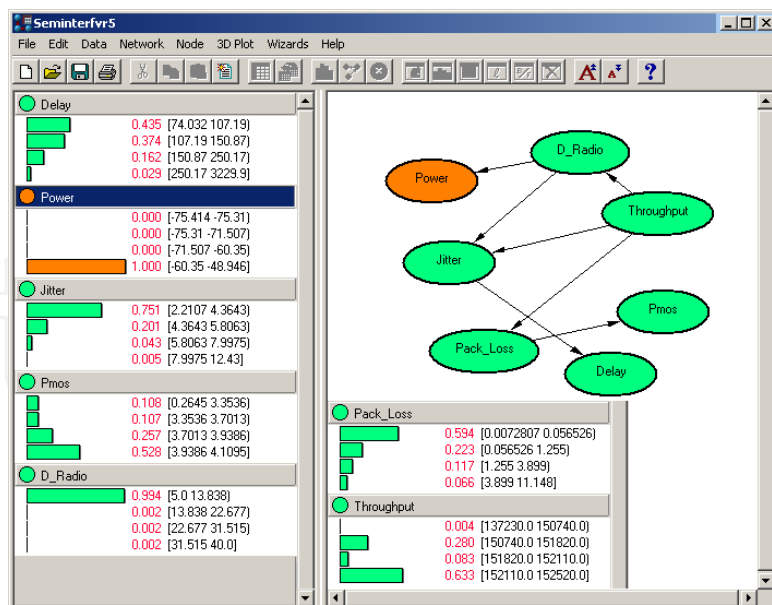 Seminterfvr5
File Edit Data Network Node 3D Plot Wizards Help
Delay
0.435 [74.032 107.19)
0.374 [107.19 150.87)
0.162 [150.87 250.17)
0.029 [250.17 3229.9)
Power
0.000 [-75.414 -75.31)
0.000 [-75.31 -71.507)
0.000 [-71.507 -60.35)
1.000 [-60.35 -48.946)
Jitter
0.751 [2.2107 4.3643)
0.201 [4.3643 5.8063)
0.043 [5.8063 7.9975)
0.005 [7.9975 12.43)
Pmos
0.108 [0.2645 3.3536)
0.107 [3.3536 3.7013)
0.257 [3.7013 3.9386)
0.528 [3.9386 4.1095)
D_Radio
0.994 [5.0 13.838)
0.002 [13.838 22.677)
0.002 [22.677 31.515)
0.002 [31.515 40.0)
D_Radio
Power
Throughput
Jitter
Pmos
Pack_Loss
Delay
Pack_Loss
0.594 [0.0072807 0.056526)
0.223 [0.056526 1.255)
0.117 [1.255 3.899)
0.066 [3.899 11.148)
Throughput
0.004 [137230.0 150740.0)
0.280 [150740.0 151820.0)
0.083 [151820.0 152110.0)
0.633 [152110.0 152520.0)